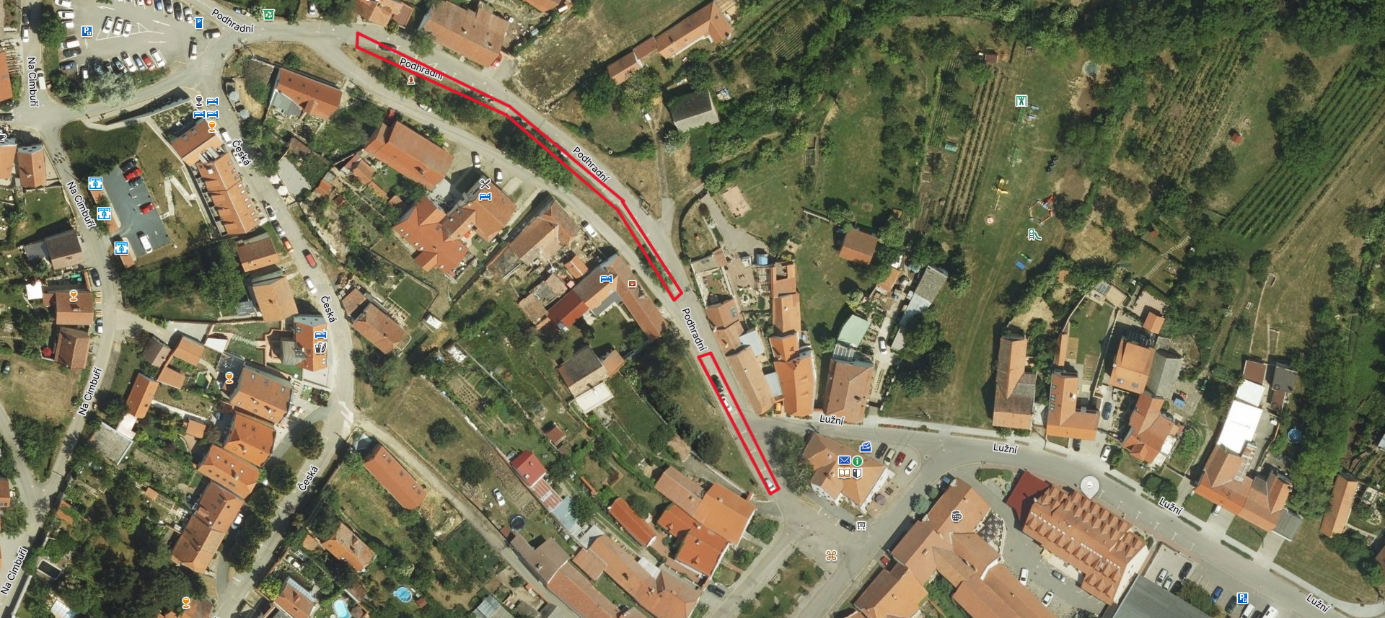 Podhradní
Na Cimbuří
Podhradní
Česká
Podhradní
Na Cimbuří
Česká
Podhradní
Na Cimbuří
Lužní
Lužní
Česká
Lužní
Na Cimbuří
Lužní